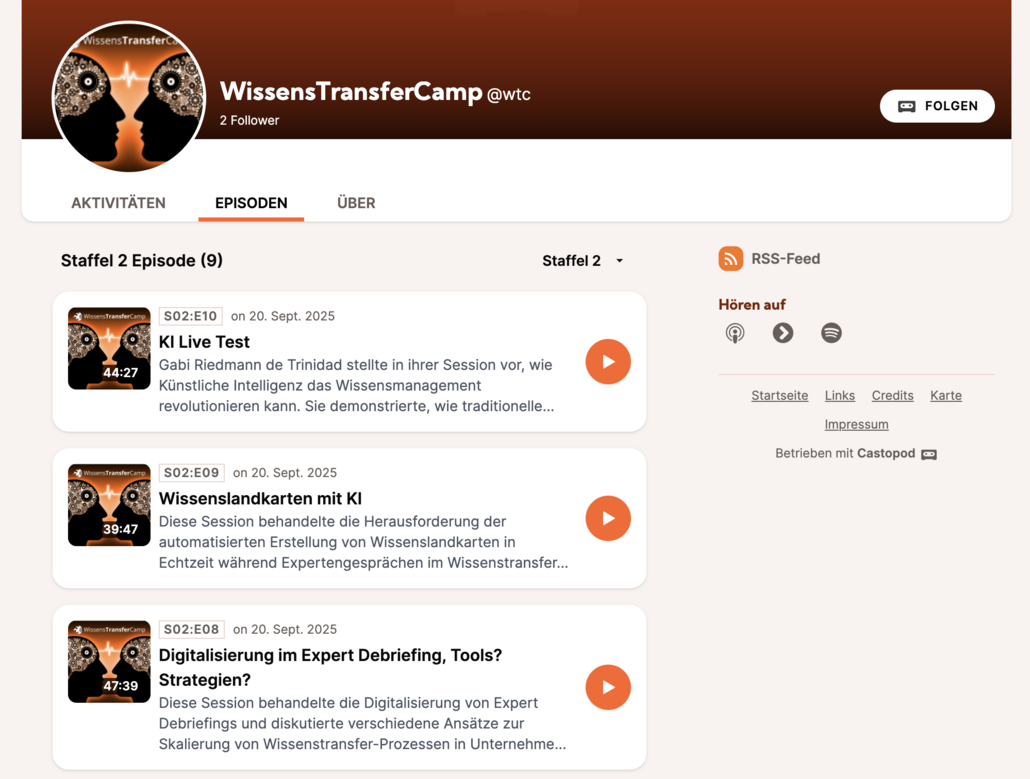 WissensTransferCa
WissensTransferCamp @wtc
2 Follower
FOLGEN
AKTIVITÄTEN
EPISODEN
ÜBER
Staffel 2 Episode (9)
Staffel 2
WissensTransferCamp
44:27
S02:E10 on 20. Sept. 2025
KI Live Test
Gabi Riedmann de Trinidad stellte in ihrer Session vor, wie
Künstliche Intelligenz das Wissensmanagement
revolutionieren kann. Sie demonstrierte, wie traditionelle...
WissensTransferCamp
39:47
S02:E09 on 20. Sept. 2025
Wissenslandkarten mit KI
Diese Session behandelte die Herausforderung der
automatisierten Erstellung von Wissenslandkarten in
Echtzeit während Expertengesprächen im Wissenstransfer...
WissensTransferCamp
47:39
S02:E08 on 20. Sept. 2025
Digitalisierung im Expert Debriefing, Tools?
Strategien?
Diese Session behandelte die Digitalisierung von Expert
Debriefings und diskutierte verschiedene Ansätze zur
Skalierung von Wissenstransfer-Prozessen in Unternehme...
RSS-Feed
Hören auf
Startseite Links Credits Karte
Impressum
Betrieben mit Castopod